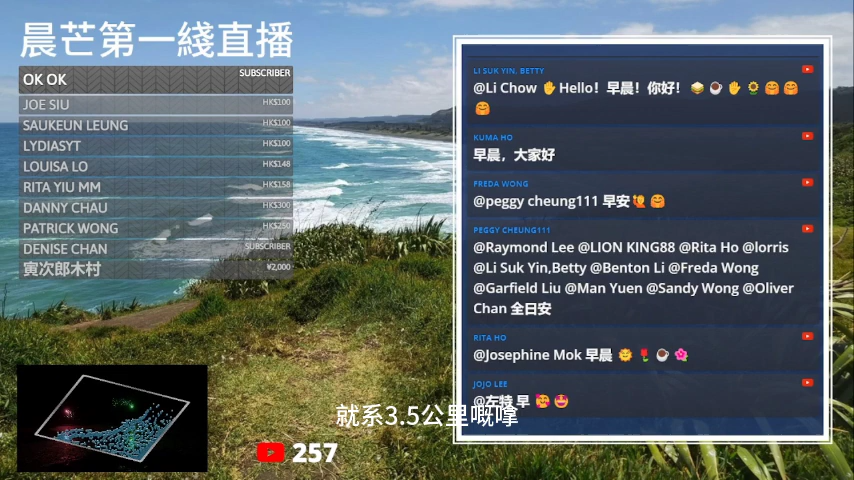 晨芒第一綫直播
OK OK SUBSCRIBER
JOE SIU HK$100
SAUKEUN LEUNG HK$100
LYDIASYT HK$100
LOUISA LO HK$148
RITA YIU MM HK$158
DANNY CHAU HK$300
PATRICK WONG HK$250
DENISE CHAN SUBSCRIBER
寅次郎木村 ¥2,000
LI SUK YIN, BETTY
@Li Chow ✋Hello！早晨！你好！ 🥪 ☕ ✋ 🌻 🤗 🤗
🤗
KUMA HO
早晨，大家好
FREDA WONG
@peggy cheung111 早安🙋 🤗
PEGGY CHEUNG111
@Raymond Lee @LION KING88 @Rita Ho @lorris
@Li Suk Yin,Betty @Benton Li @Freda Wong
@Garfield Liu @Man Yuen @Sandy Wong @Oliver
Chan 全日安
RITA HO
@Josephine Mok 早晨 🌞 🌹 ☕ 🌺
JOJO LEE
@左特 早 🥰 🤩
就系3.5公里嘅嗱
257